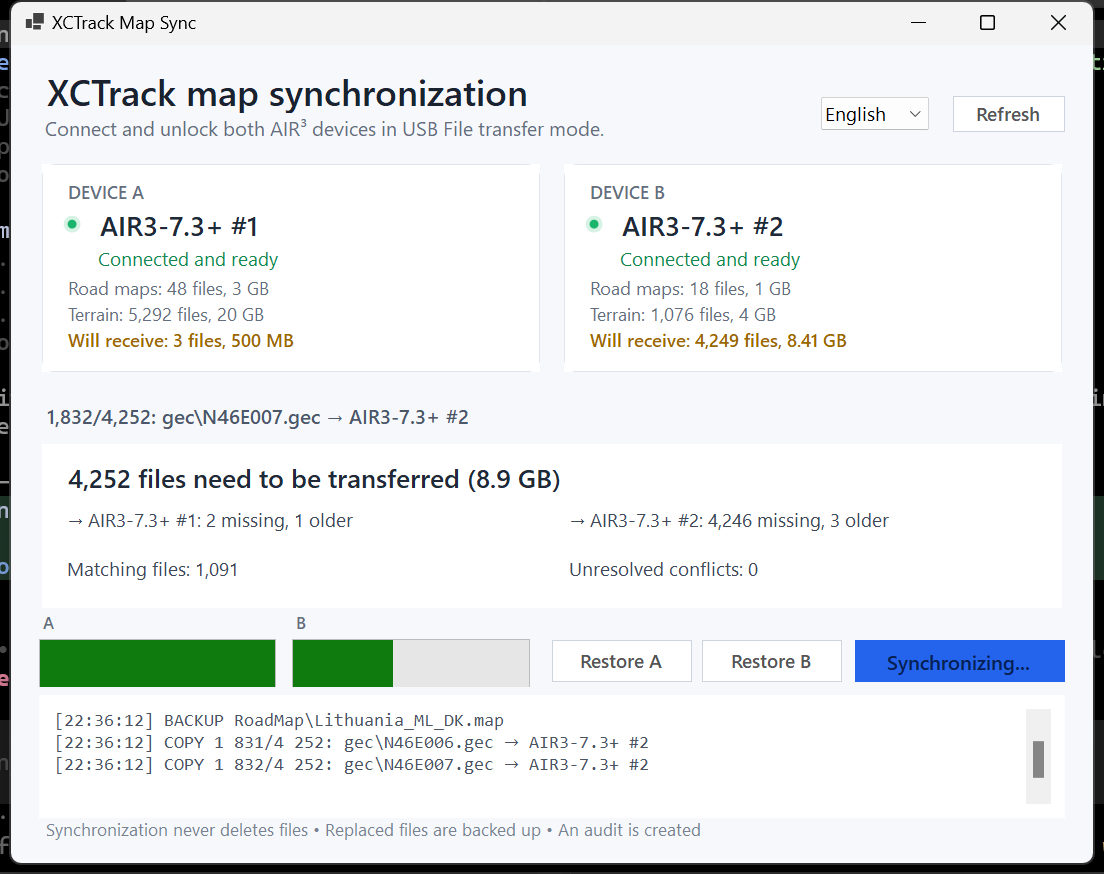 XCTrack Map Sync
XCTrack map synchronization
Connect and unlock both AIR³ devices in USB File transfer mode.
English
Refresh
DEVICE A
AIR3-7.3+ #1
Connected and ready
Road maps: 48 files, 3 GB
Terrain: 5,292 files, 20 GB
Will receive: 3 files, 500 MB
DEVICE B
AIR3-7.3+ #2
Connected and ready
Road maps: 18 files, 1 GB
Terrain: 1,076 files, 4 GB
Will receive: 4,249 files, 8.41 GB
1,832/4,252: gec\N46E007.gec → AIR3-7.3+ #2
4,252 files need to be transferred (8.9 GB)
→ AIR3-7.3+ #1: 2 missing, 1 older
→ AIR3-7.3+ #2: 4,246 missing, 3 older
Matching files: 1,091
Unresolved conflicts: 0
A
B
Restore A
Restore B
Synchronizing...
[22:36:12] BACKUP RoadMap\Lithuania_ML_DK.map
[22:36:12] COPY 1 831/4 252: gec\N46E006.gec → AIR3-7.3+ #2
[22:36:12] COPY 1 832/4 252: gec\N46E007.gec → AIR3-7.3+ #2
Synchronization never deletes files • Replaced files are backed up • An audit is created